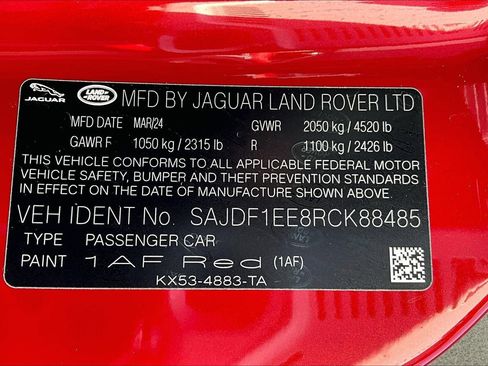 JAGUAR LAND ROVER MFD BY JAGUAR LAND ROVER LTD
MFD DATE MAR/24 GVWR 2050 kg / 4520 lb
GAWR F 1050 kg / 2315 lb R 1100 kg / 2426 lb
THIS VEHICLE CONFORMS TO ALL APPLICABLE FEDERAL MOTOR
VEHICLE SAFETY, BUMPER AND THEFT PREVENTION STANDARDS
IN EFFECT ON THE DATE OF MANUFACTURE SHOWN ABOVE.
VEH IDENT No. SAJDF1EE8RCK88485
TYPE PASSENGER CAR
PAINT 1AF Red (1AF)
KX53-4883-TA